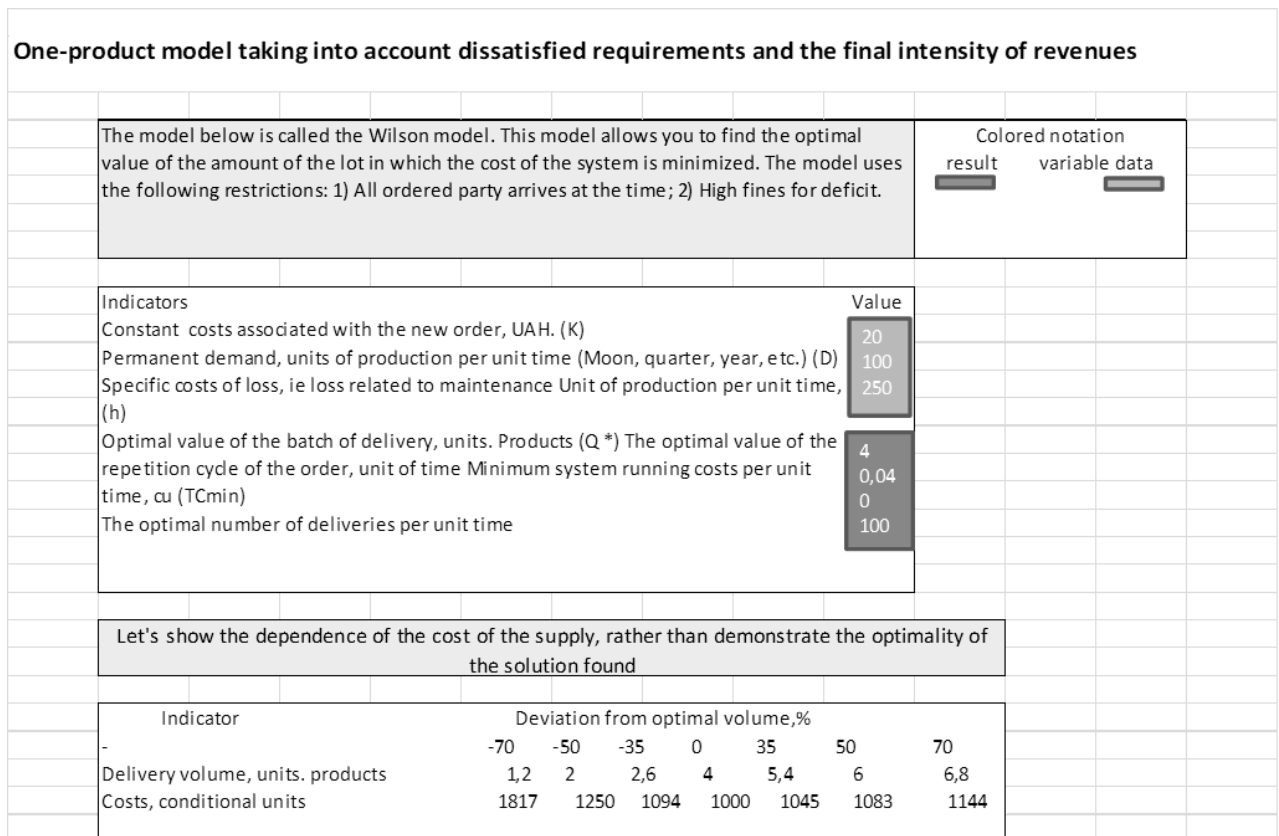 One-product model taking into account dissatisfied requirements and the final intensity of revenues
The model below is called the Wilson model. This model allows you to find the optimal
value of the amount of the lot in which the cost of the system is minimized. The model uses
the following restrictions: 1) All ordered party arrives at the time; 2) High fines for deficit.
Colored notation
result variable data
Indicators Value
Constant costs associated with the new order, UAH. (K) 20
Permanent demand, units of production per unit time (Moon, quarter, year, etc.) (D) 100
Specific costs of loss, ie loss related to maintenance Unit of production per unit time, 250
(h)
Optimal value of the batch of delivery, units. Products (Q *) The optimal value of the 4
repetition cycle of the order, unit of time Minimum system running costs per unit 0,04
time, cu (TCmin) 0
The optimal number of deliveries per unit time 100
Let's show the dependence of the cost of the supply, rather than demonstrate the optimality of
the solution found
Indicator Deviation from optimal volume,%
- -70 -50 -35 0 35 50 70
Delivery volume, units. products 1,2 2 2,6 4 5,4 6 6,8
Costs, conditional units 1817 1250 1094 1000 1045 1083 1144